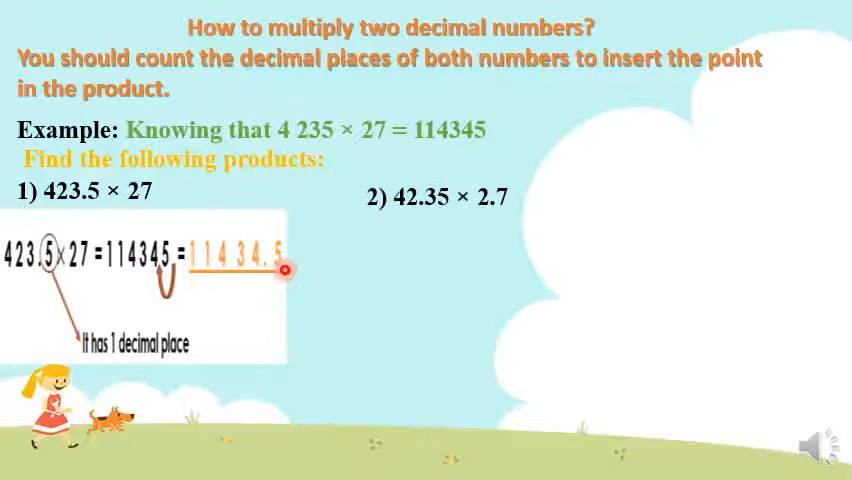 How to multiply two decimal numbers?
You should count the decimal places of both numbers to insert the point
in the product.
Example: Knowing that 4 235 × 27 = 114345
Find the following products:
1) 423.5 × 27
2) 42.35 × 2.7
423.5×27=114345=11434.5
It has 1 decimal place